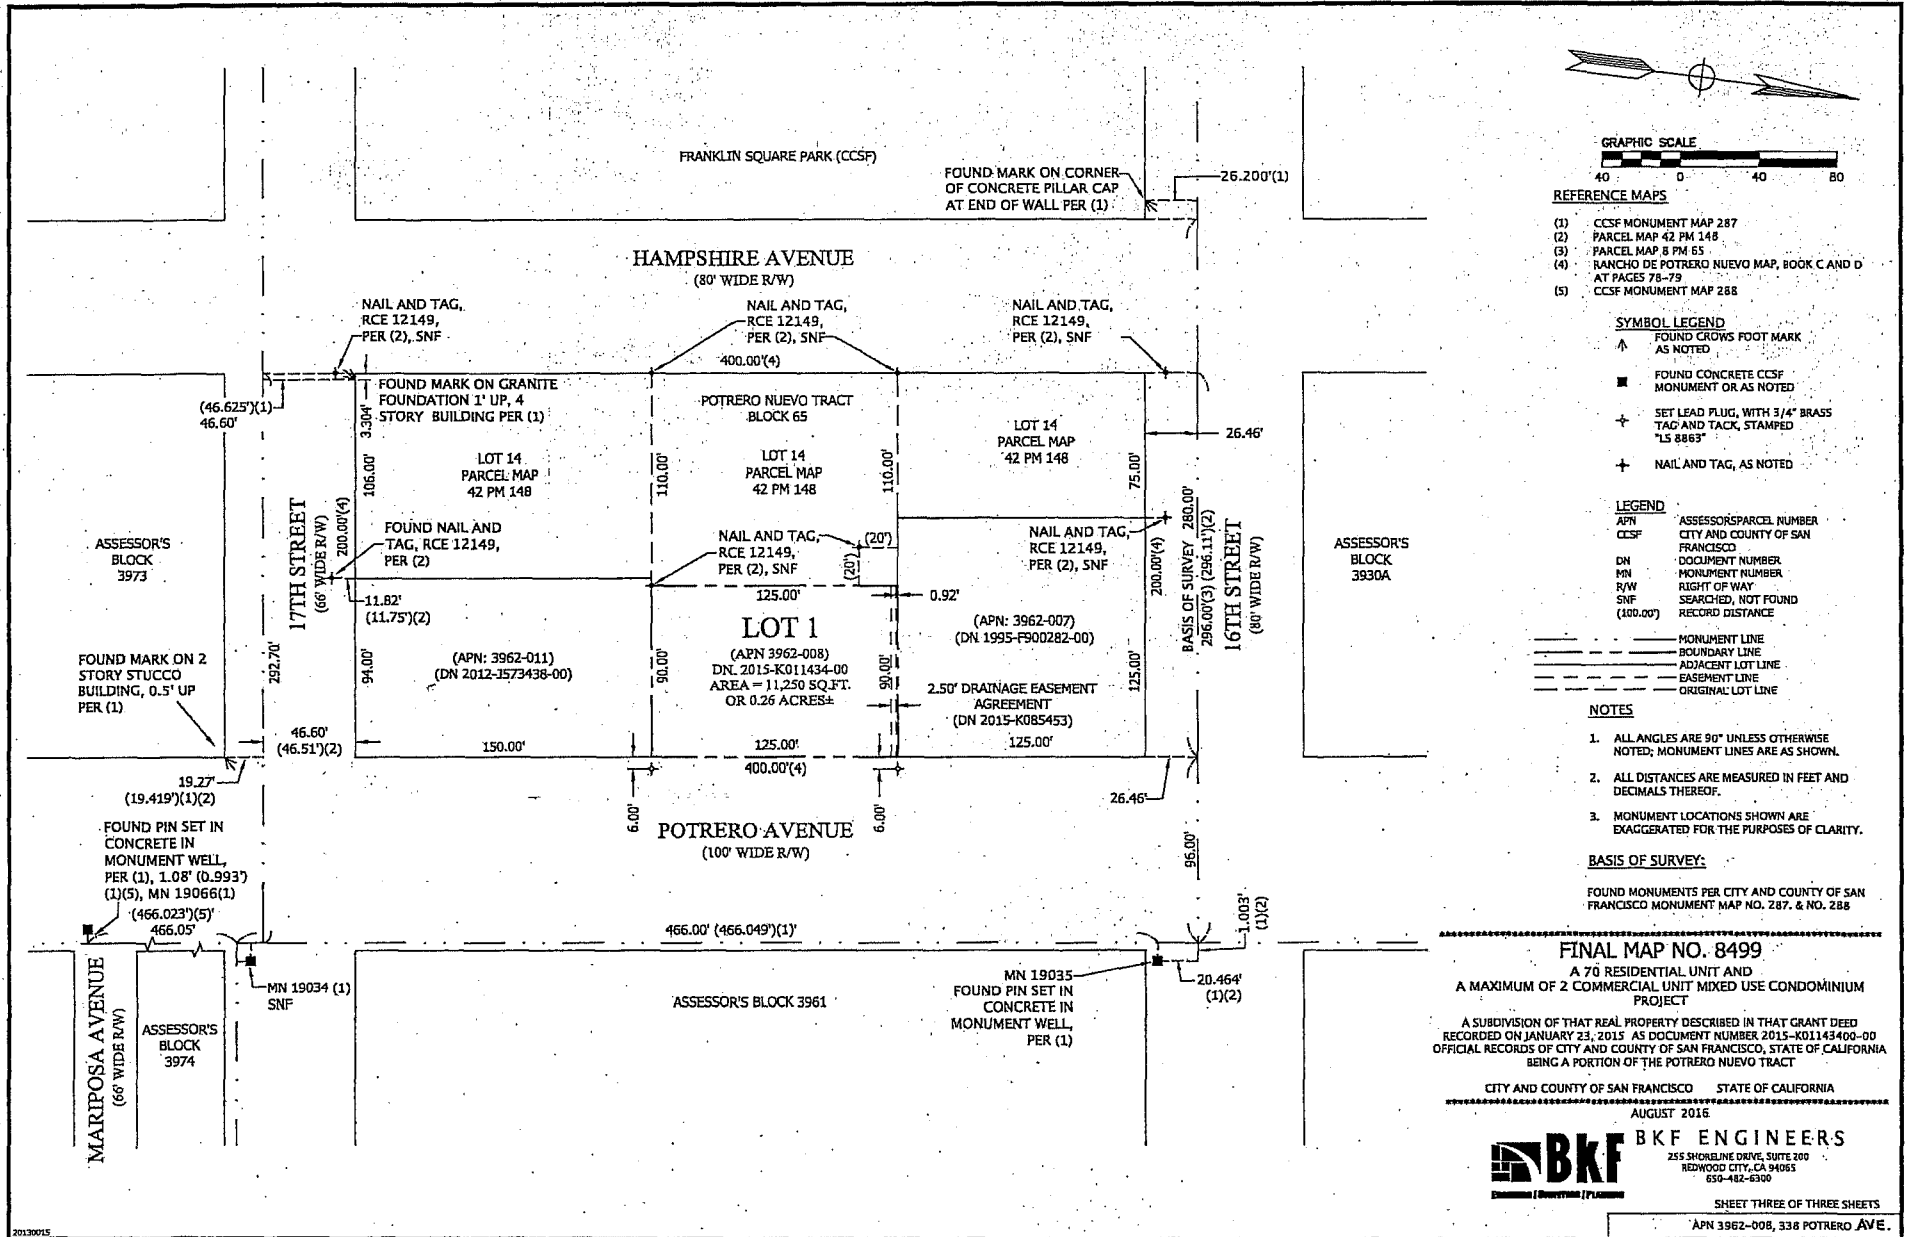 FRANKLIN SQUARE PARK (CCSF)
FOUND MARK ON CORNER
OF CONCRETE PILLAR CAP
AT END OF WALL PER (1)
26.200'(1)
HAMPSHIRE AVENUE
(80' WIDE R/W)
NAIL AND TAG,
RCE 12149,
PER (2), SNF
NAIL AND TAG,
RCE 12149,
PER (2), SNF
NAIL AND TAG,
RCE 12149,
PER (2), SNF
400.00'(4)
(46.625')(1)
46.60'
3.304'
FOUND MARK ON GRANITE
FOUNDATION 1' UP, 4
STORY BUILDING PER (1)
POTRERO NUEVO TRACT
BLOCK 65
LOT 14
PARCEL MAP
42 PM 148
LOT 14
PARCEL MAP
42 PM 148
LOT 14
PARCEL MAP
42 PM 148
26.46'
106.00'
110.00'
110.00'
75.00'
17TH STREET
(66' WIDE R/W)
200.00'(4)
FOUND NAIL AND
TAG, RCE 12149,
PER (2)
NAIL AND TAG,
RCE 12149,
PER (2), SNF
(20')
(20')
NAIL AND TAG,
RCE 12149,
PER (2), SNF
ASSESSOR'S
BLOCK
3973
ASSESSOR'S
BLOCK
3930A
200.00'(4)
BASIS OF SURVEY 280.00'
296.00'(3) (296.11')(2)
16TH STREET
(80' WIDE R/W)
11.82'
(11.75')(2)
125.00'
0.92'
LOT 1
(APN 3962-008)
DN. 2015-K011434-00
AREA = 11,250 SQ.FT.
OR 0.26 ACRES±
(APN: 3962-011)
(DN 2012-J573438-00)
(APN: 3962-007)
(DN 1995-F900282-00)
2.50' DRAINAGE EASEMENT
AGREEMENT
(DN 2015-K085453)
292.70'
94.00'
90.00'
90.00'
125.00'
FOUND MARK ON 2
STORY STUCCO
BUILDING, 0.5' UP
PER (1)
46.60'
(46.51')(2)
150.00'
125.00'
125.00'
400.00'(4)
19.27'
(19.419')(1)(2)
6.00'
6.00'
26.46'
POTRERO AVENUE
(100' WIDE R/W)
96.00'
FOUND PIN SET IN
CONCRETE IN
MONUMENT WELL,
PER (1), 1.08' (0.993')
(1)(5), MN 19066(1)
(466.023')(5)'
466.05'
466.00' (466.049')(1)'
1.003'
(1)(2)
MN 19034 (1)
SNF
MN 19035
FOUND PIN SET IN
CONCRETE IN
MONUMENT WELL,
PER (1)
20.464'
(1)(2)
ASSESSOR'S BLOCK 3961
MARIPOSA AVENUE
(66' WIDE R/W)
ASSESSOR'S
BLOCK
3974
20130015
GRAPHIC SCALE
40 0 40 80
REFERENCE MAPS
(1) CCSF MONUMENT MAP 287
(2) PARCEL MAP 42 PM 148
(3) PARCEL MAP 8 PM 65
(4) RANCHO DE POTRERO NUEVO MAP, BOOK C AND D
AT PAGES 78-79
(5) CCSF MONUMENT MAP 288
SYMBOL LEGEND
FOUND CROWS FOOT MARK
AS NOTED
FOUND CONCRETE CCSF
MONUMENT OR AS NOTED
SET LEAD PLUG, WITH 3/4" BRASS
TAG AND TACK, STAMPED
"LS 8863"
NAIL AND TAG, AS NOTED
LEGEND
APN ASSESSORSPARCEL NUMBER
CCSF CITY AND COUNTY OF SAN
FRANCISCO
DN DOCUMENT NUMBER
MN MONUMENT NUMBER
R/W RIGHT OF WAY
SNF SEARCHED, NOT FOUND
(100.00') RECORD DISTANCE
MONUMENT LINE
BOUNDARY LINE
ADJACENT LOT LINE
EASEMENT LINE
ORIGINAL LOT LINE
NOTES
1. ALL ANGLES ARE 90° UNLESS OTHERWISE
NOTED; MONUMENT LINES ARE AS SHOWN.
2. ALL DISTANCES ARE MEASURED IN FEET AND
DECIMALS THEREOF.
3. MONUMENT LOCATIONS SHOWN ARE
EXAGGERATED FOR THE PURPOSES OF CLARITY.
BASIS OF SURVEY:
FOUND MONUMENTS PER CITY AND COUNTY OF SAN
FRANCISCO MONUMENT MAP NO. 287. & NO. 288
FINAL MAP NO. 8499
A 70 RESIDENTIAL UNIT AND
A MAXIMUM OF 2 COMMERCIAL UNIT MIXED USE CONDOMINIUM
PROJECT
A SUBDIVISION OF THAT REAL PROPERTY DESCRIBED IN THAT GRANT DEED
RECORDED ON JANUARY 23, 2015 AS DOCUMENT NUMBER 2015-K01143400-00
OFFICIAL RECORDS OF CITY AND COUNTY OF SAN FRANCISCO, STATE OF CALIFORNIA
BEING A PORTION OF THE POTRERO NUEVO TRACT
CITY AND COUNTY OF SAN FRANCISCO STATE OF CALIFORNIA
AUGUST 2016
BKF
ENGINEERS / SURVEYORS / PLANNERS
BKF ENGINEERS
255 SHORELINE DRIVE, SUITE 200
REDWOOD CITY, CA 94065
650-482-6300
SHEET THREE OF THREE SHEETS
APN 3962-008, 338 POTRERO AVE.